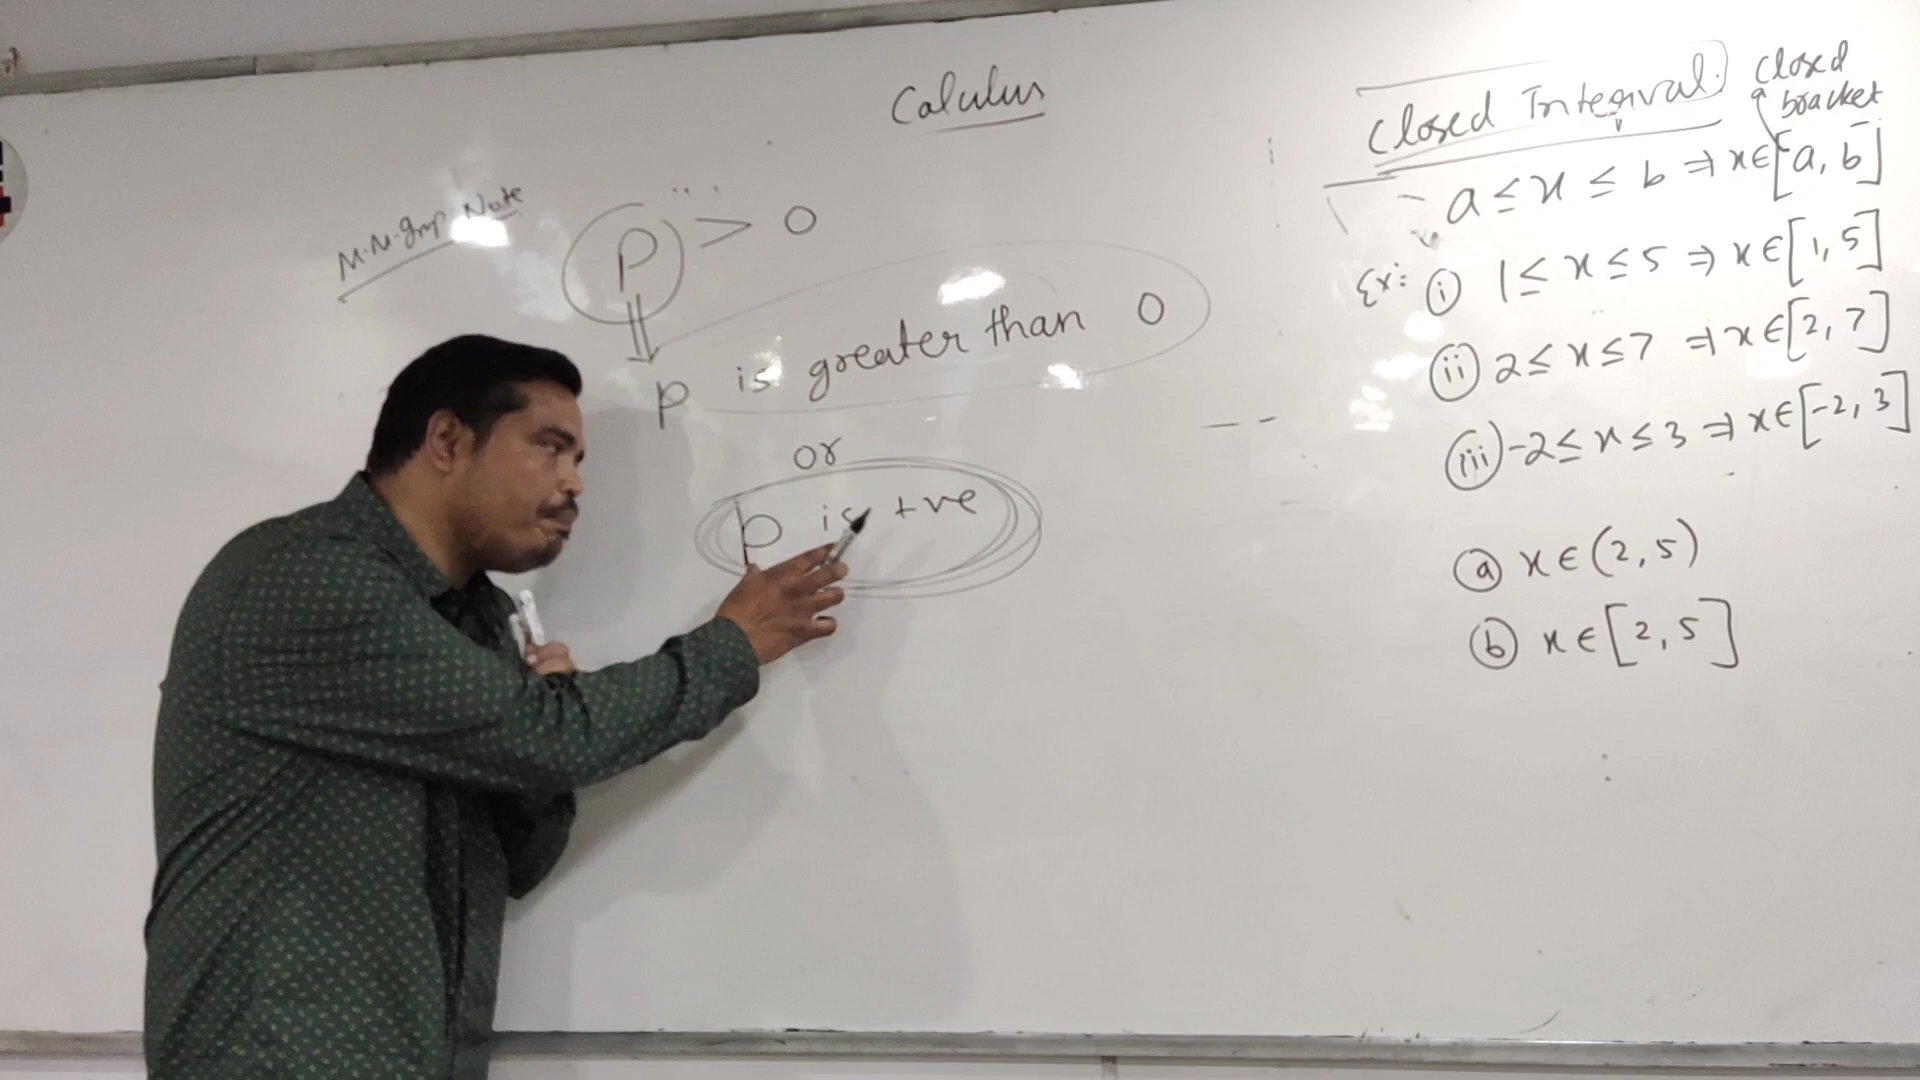 Calculus
M.M.Gmp. Note
p > 0
p is greater than 0
or
p is +ve
Closed Interval
Closed bracket
a ≤ x ≤ b ⇒ x ∈ [a, b]
Ex: (i) 1 ≤ x ≤ 5 ⇒ x ∈ [1, 5]
(ii) 2 ≤ x ≤ 7 ⇒ x ∈ [2, 7]
(iii) -2 ≤ x ≤ 3 ⇒ x ∈ [-2, 3]
(a) x ∈ (2, 5)
(b) x ∈ [2, 5]